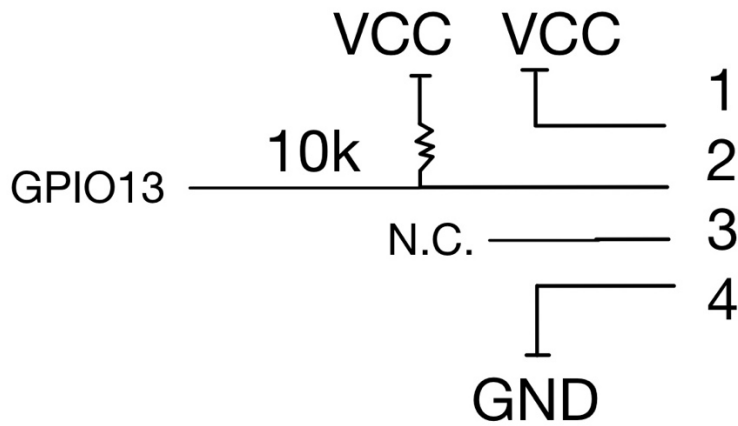 VCC VCC
1
10k
2
GPIO13
N.C.
3
4
GND